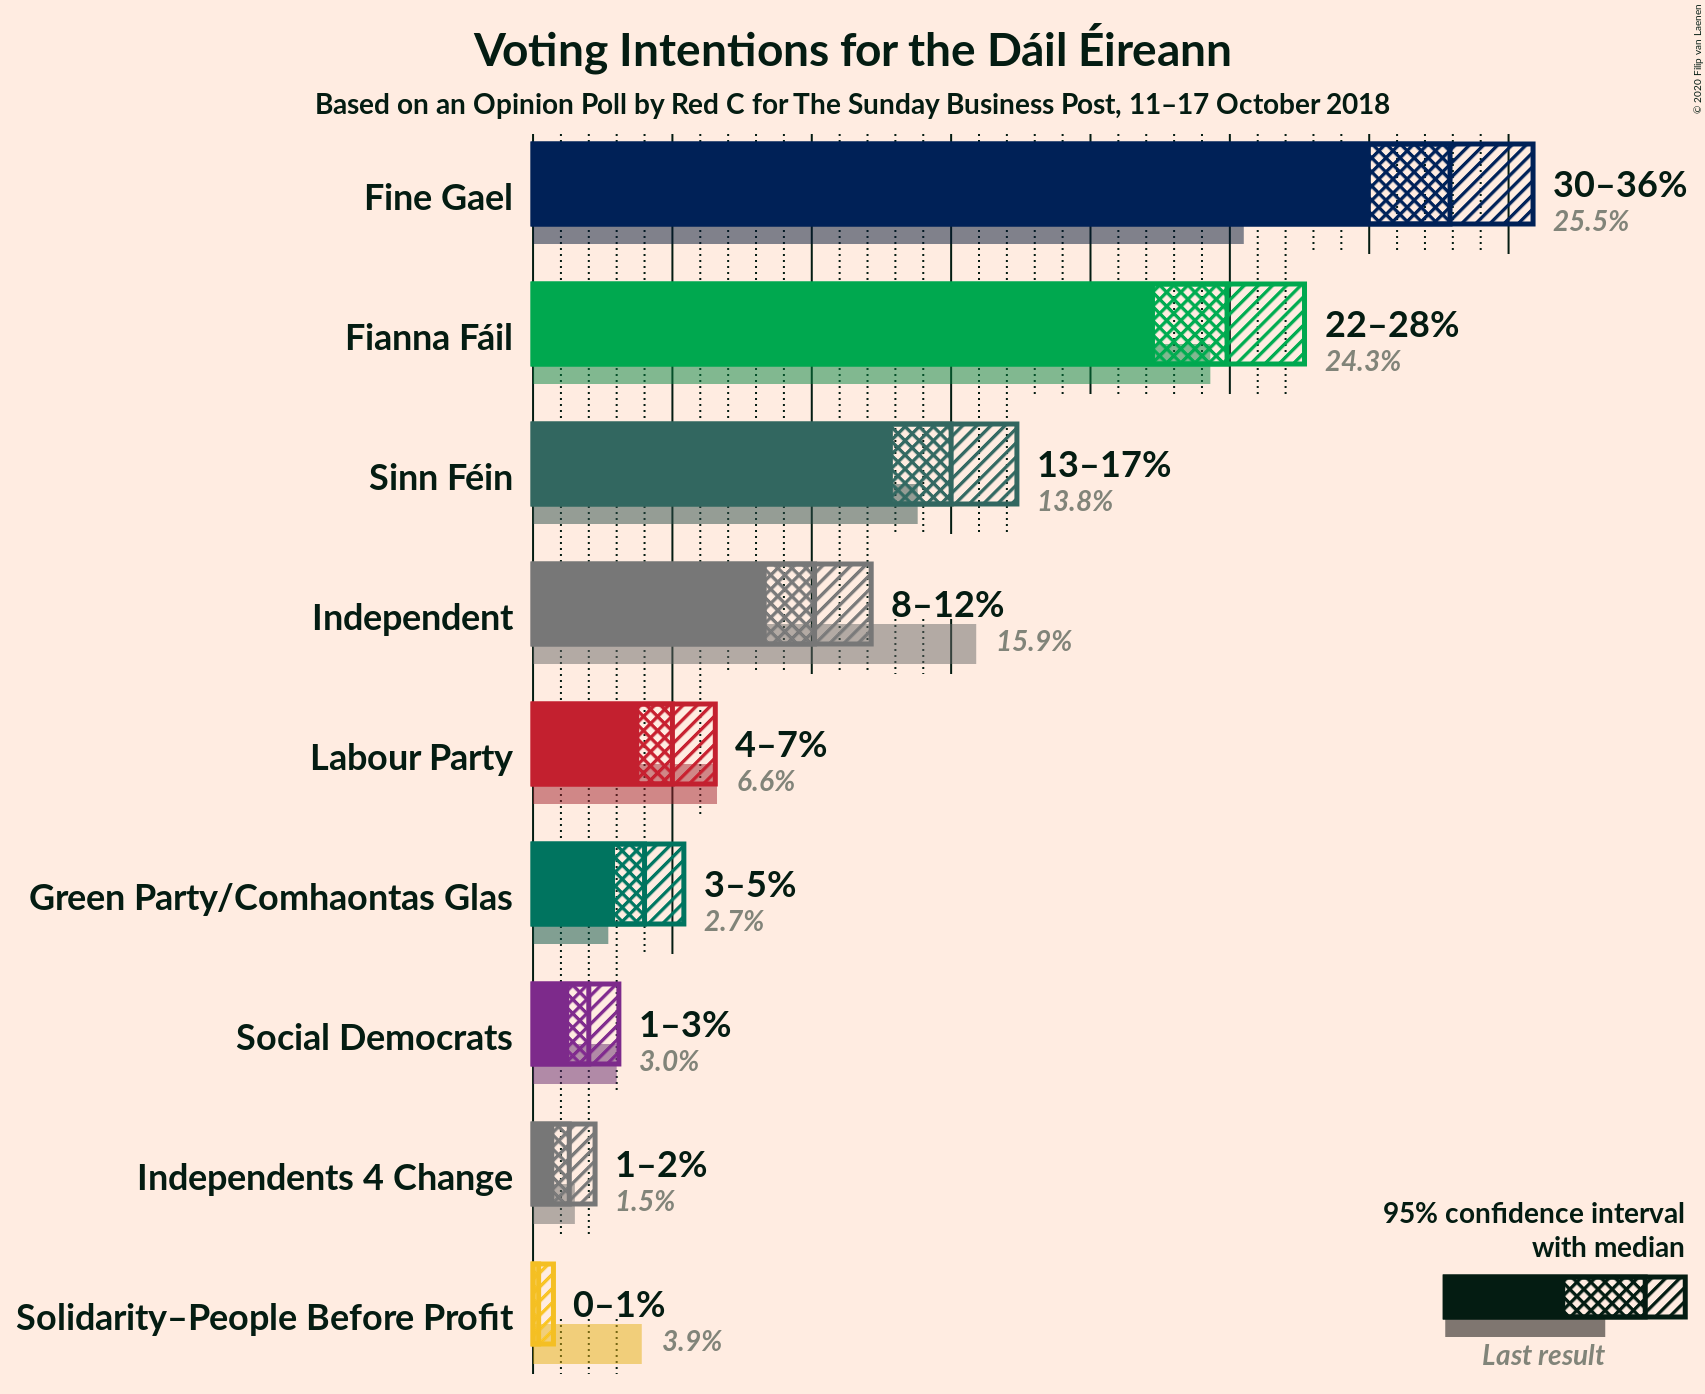 Voting Intentions for the Dáil Éireann
Based on an Opinion Poll by Red C for The Sunday Business Post, 11–17 October 2018
© 2020 Filip van Laenen
Fine Gael
30–36%
25.5%
Fianna Fáil
22–28%
24.3%
Sinn Féin
13–17%
13.8%
Independent
8–12%
15.9%
Labour Party
4–7%
6.6%
Green Party/Comhaontas Glas
3–5%
2.7%
Social Democrats
1–3%
3.0%
Independents 4 Change
1–2%
1.5%
Solidarity–People Before Profit
0–1%
3.9%
95% confidence interval
with median
Last result